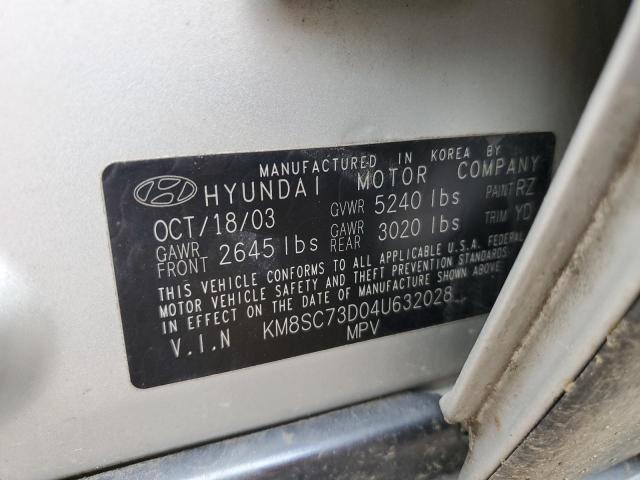 MANUFACTURED IN KOREA BY
HYUNDAI MOTOR COMPANY
OCT/18/03 GVWR 5240 lbs PAINT RZ
GAWR FRONT 2645 lbs GAWR REAR 3020 lbs TRIM YD
THIS VEHICLE CONFORMS TO ALL APPLICABLE U.S.A. FEDERAL
MOTOR VEHICLE SAFETY AND THEFT PREVENTION STANDARDS
IN EFFECT ON THE DATE OF MANUFACTURE SHOWN ABOVE.
V.I.N KM8SC73D04U632028
MPV